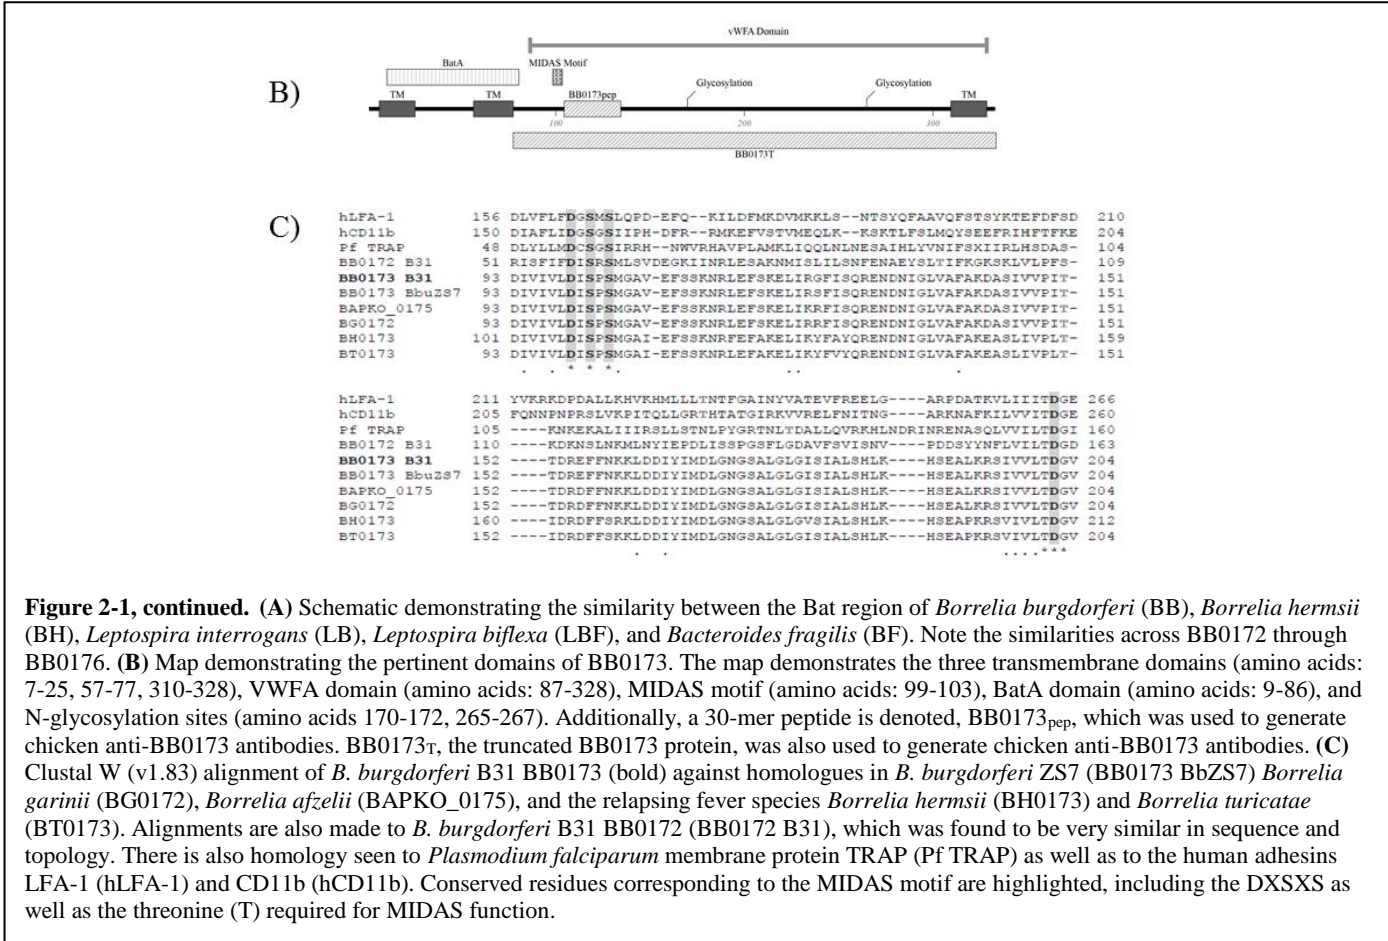 vWFA Domain
BatA
MIDAS Motif
B)
TM
TM
BB0173pep
Glycosylation
Glycosylation
TM
100
200
300
BB0173T
C)
hLFA-1 156 DLVFLFDGSMSLQPD-EFQ--KILDFMKDVMKKLS--NTSYQFAAVQFSTSYKTEFDFSD 210
hCD11b 150 DIAFLIDGSGSIIPH-DFR--RMKEFVSTVMEQLK--KSKTLFSLMQYSEEFRIHFTFKE 204
Pf TRAP 48 DLYLLMDCSGSIRRH--NWVRHAVPLAMKLIQQLNLNESAIHLYVNIFSXIIRLHSDAS- 104
BB0172 B31 51 RISFIFDISRSMLSVDEGKIINRLESAKNMISLILSNFENAEYSLTIFKGKSKLVLPFS- 109
BB0173 B31 93 DIVIVLDISPSMGAV-EFSSKNRLEFSKELIRGFISQRENDNIGLVAFAKDASIVVPIT- 151
BB0173 BbuZS7 93 DIVIVLDISPSMGAV-EFSSKNRLEFSKELIRSFISQRENDNIGLVAFAKDASIVVPIT- 151
BAPKO_0175 93 DIVIVLDISPSMGAV-EFSSKNRLEFSKELIRRFISQRENDNIGLVAFAKDASIVVPIT- 151
BG0172 93 DIVIVLDISPSMGAV-EFSSKNRLEFSKELIRRFISQRENDNIGLVAFAKDASIVVPIT- 151
BH0173 101 DIVIVLDISPSMGAI-EFSSKNRFEFAKELIKYFAYQRENDNIGLVAFAKEASLIVPLT- 159
BT0173 93 DIVIVLDISPSMGAI-EFSSKNRLEFAKELIKYFVYQRENDNIGLVAFAKEASLIVPLT- 151
. . * * *. .. .
hLFA-1 211 YVKRKDPDALLKHVKHMLLLTNTFGAINYVATEVFREELG----ARPDATKVLIIITDGE 266
hCD11b 205 FQNNPNPRSLVKPITQLLGRTHTATGIRKVVRELFNITNG----ARKNAFKILVVITDGE 260
Pf TRAP 105 ----KNKEKALIIIRSLLSTNLPYGRTNLTDALLQVRKHLNDRINRENASQLVVILTDGI 160
BB0172 B31 110 ----KDKNSLNKMLNYIEPDLISSPGSFLGDAVFSVISNV----PDDSYYNFLVILTDGD 163
BB0173 B31 152 ----TDREFFNKKLDDIYIMDLGNGSALGLGISIALSHLK----HSEALKRSIVVLTDGV 204
BB0173 BbuZS7 152 ----TDREFFNKKLDDIYIMDLGNGSALGLGISIALSHLK----HSEALKRSIVVLTDGV 204
BAPKO_0175 152 ----TDRDFFNKKLDDIYIMDLGNGSALGLGISIALSHLK----HSEALKRSIVVLTDGV 204
BG0172 152 ----TDRDFFNKKLDDIYIMDLGNGSALGLGISIALSHLK----HSEALKRSIVVLTDGV 204
BH0173 160 ----IDRDFFSRKLDDIYIMDLGNGSALGLGVSIALSHLK----HSEAPKRSVIVLTDGV 212
BT0173 152 ----IDRDFFSKKLDDIYIMDLGNGSALGLGISIALSHLK----HSEAPKRSVIVLTDGV 204
. . ....***
Figure 2-1, continued. (A) Schematic demonstrating the similarity between the Bat region of Borrelia burgdorferi (BB), Borrelia hermsii
(BH), Leptospira interrogans (LB), Leptospira biflexa (LBF), and Bacteroides fragilis (BF). Note the similarities across BB0172 through
BB0176. (B) Map demonstrating the pertinent domains of BB0173. The map demonstrates the three transmembrane domains (amino acids:
7-25, 57-77, 310-328), VWFA domain (amino acids: 87-328), MIDAS motif (amino acids: 99-103), BatA domain (amino acids: 9-86), and
N-glycosylation sites (amino acids 170-172, 265-267). Additionally, a 30-mer peptide is denoted, BB0173pep, which was used to generate
chicken anti-BB0173 antibodies. BB0173T, the truncated BB0173 protein, was also used to generate chicken anti-BB0173 antibodies. (C)
Clustal W (v1.83) alignment of B. burgdorferi B31 BB0173 (bold) against homologues in B. burgdorferi ZS7 (BB0173 BbZS7) Borrelia
garinii (BG0172), Borrelia afzelii (BAPKO_0175), and the relapsing fever species Borrelia hermsii (BH0173) and Borrelia turicatae
(BT0173). Alignments are also made to B. burgdorferi B31 BB0172 (BB0172 B31), which was found to be very similar in sequence and
topology. There is also homology seen to Plasmodium falciparum membrane protein TRAP (Pf TRAP) as well as to the human adhesins
LFA-1 (hLFA-1) and CD11b (hCD11b). Conserved residues corresponding to the MIDAS motif are highlighted, including the DXSXS as
well as the threonine (T) required for MIDAS function.